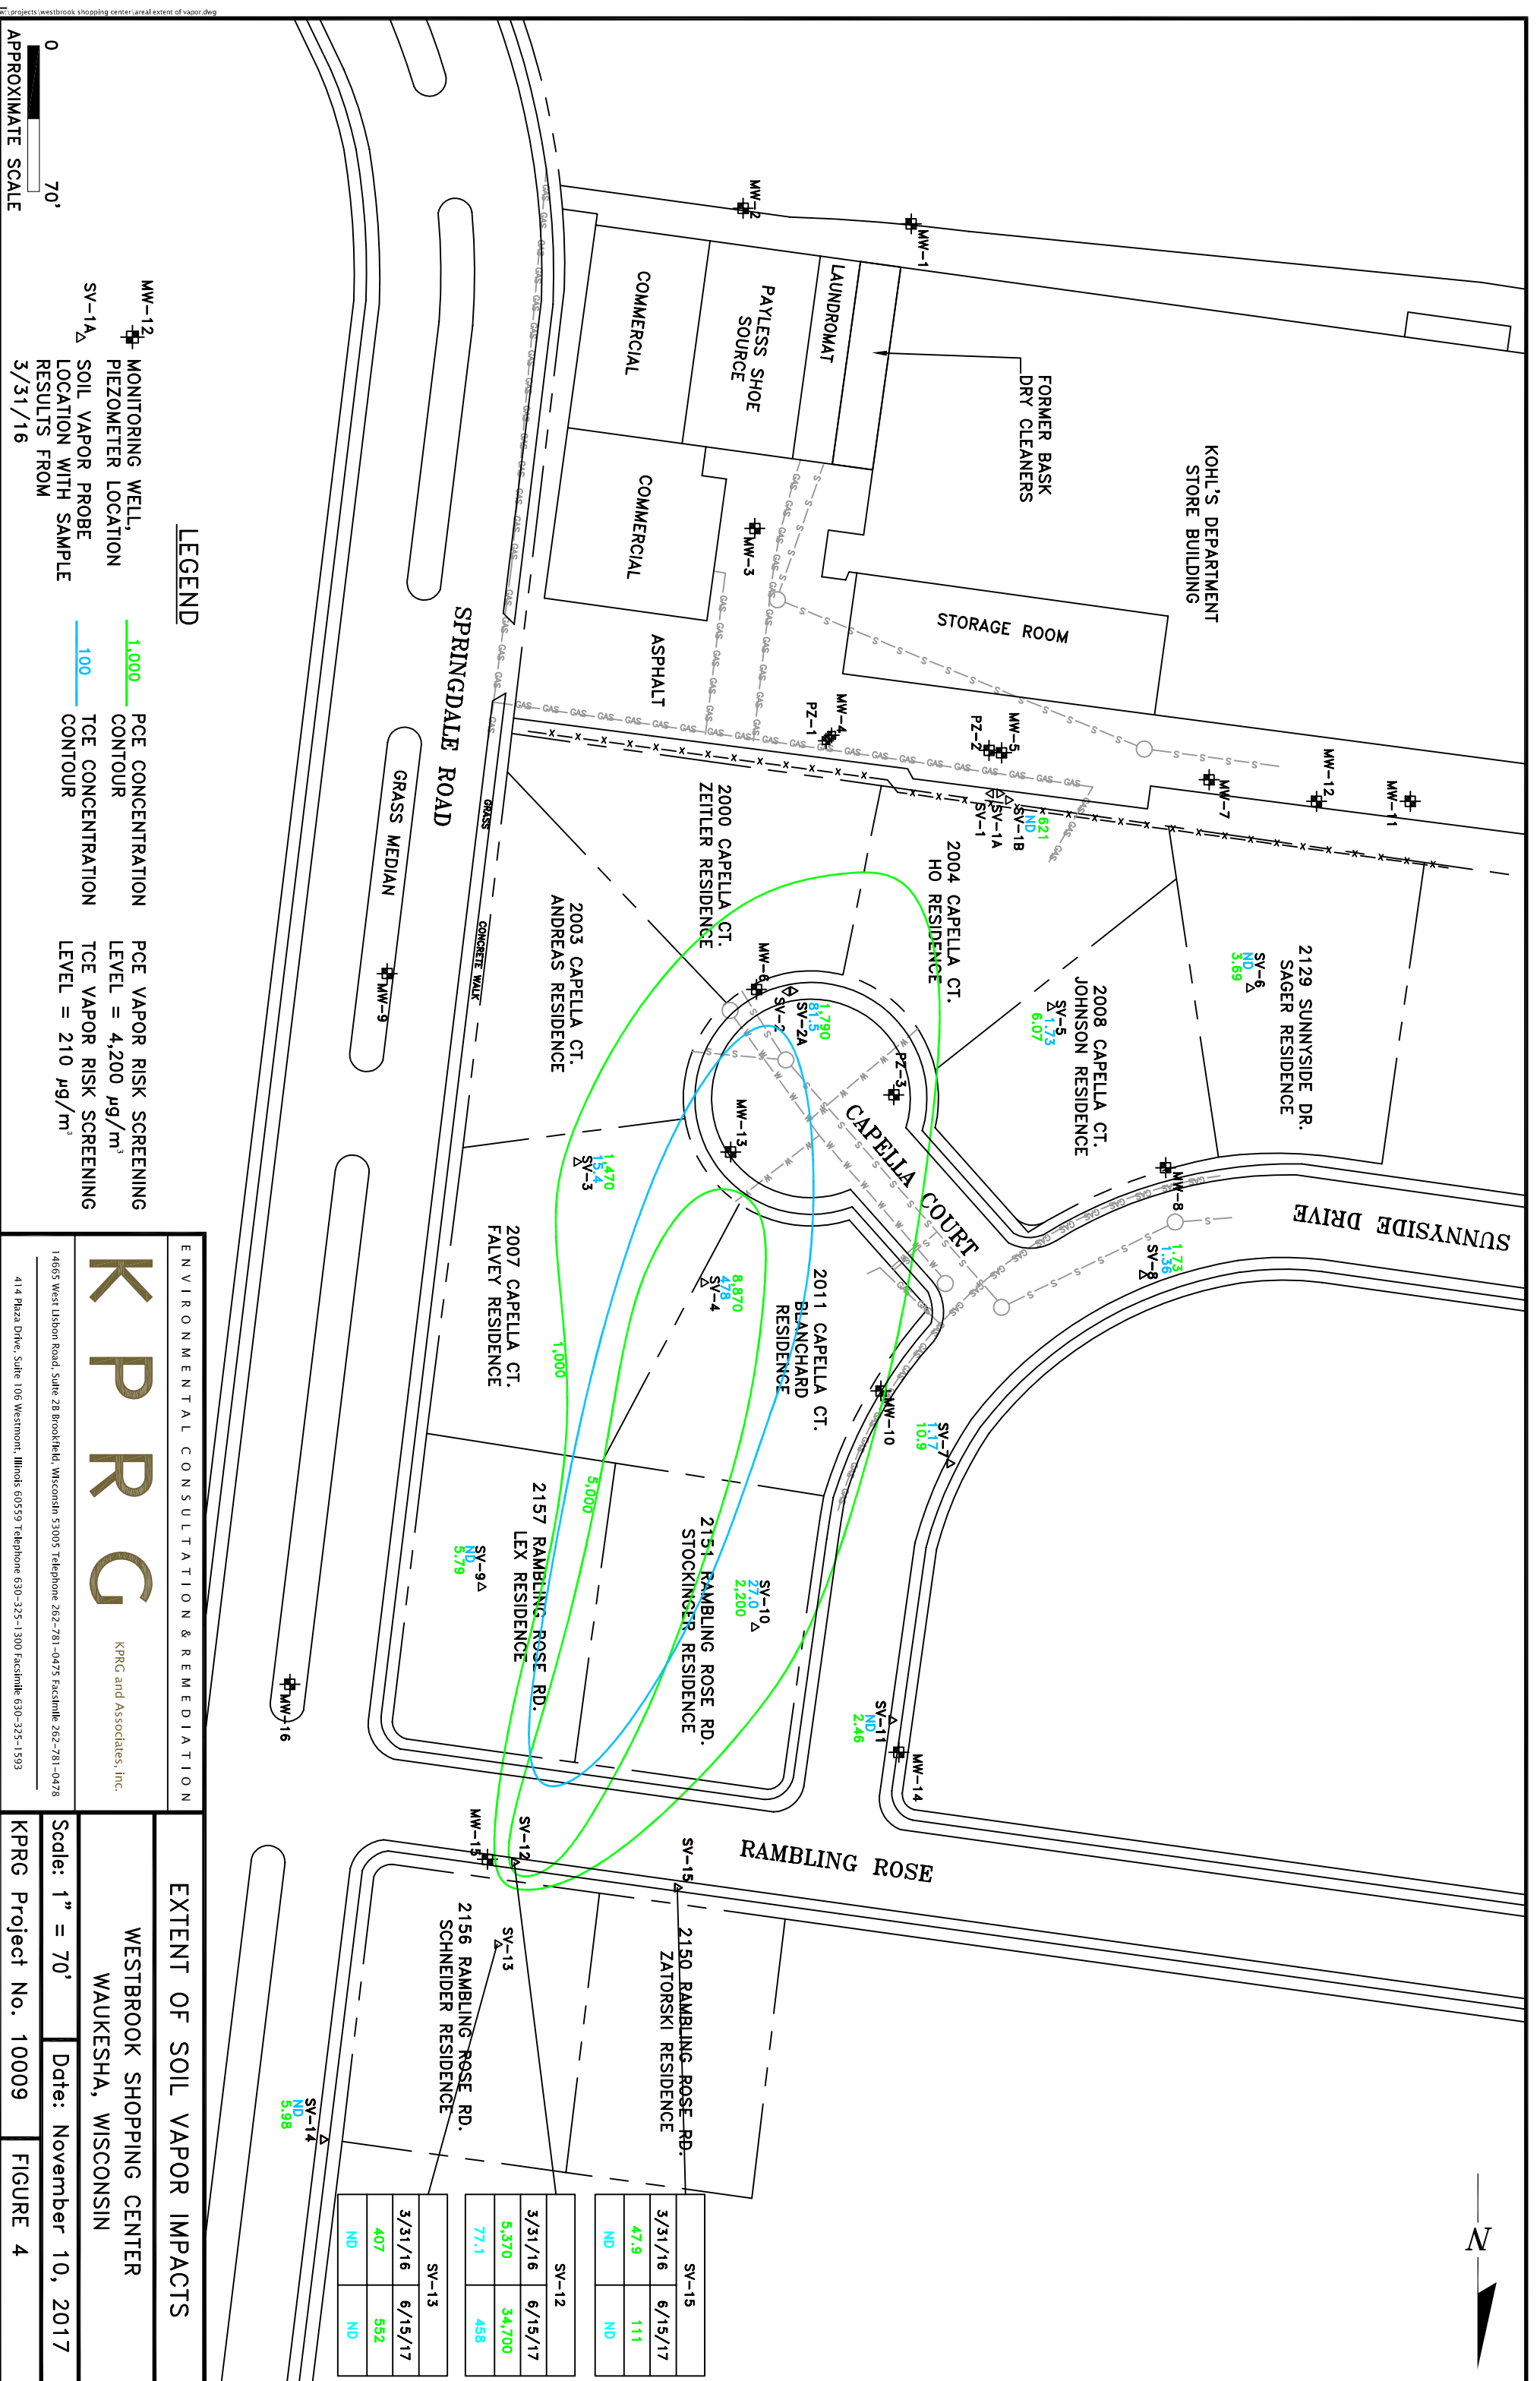 w:\projects\westbrook shopping center\areal extent of vapor.dwg
N
KOHL'S DEPARTMENT
STORE BUILDING
FORMER BASK
DRY CLEANERS
LAUNDROMAT
PAYLESS SHOE
SOURCE
COMMERCIAL
COMMERCIAL
STORAGE ROOM
ASPHALT
MW-1
MW-2
MW-3
MW-4
PZ-1
MW-5
PZ-2
MW-7
MW-12
MW-11
SV-1B
SV-1A
SV-1
621
ND
2129 SUNNYSIDE DR.
SAGER RESIDENCE
SV-6
ND
3.69
2008 CAPELLA CT.
JOHNSON RESIDENCE
SV-5
1.73
6.07
2004 CAPELLA CT.
HO RESIDENCE
2000 CAPELLA CT.
ZEITLER RESIDENCE
2003 CAPELLA CT.
ANDREAS RESIDENCE
MW-6
SV-2
SV-2A
1,790
81.5
PZ-3
MW-13
CAPELLA COURT
SUNNYSIDE DRIVE
MW-8
1.73
1.36
SV-8
1,470
15.4
SV-3
8,870
478
SV-4
2007 CAPELLA CT.
FALVEY RESIDENCE
2011 CAPELLA CT.
BLANCHARD
RESIDENCE
1,000
5,000
MW-10
SV-7
1.17
10.9
2157 RAMBLING ROSE RD.
LEX RESIDENCE
2151 RAMBLING ROSE RD.
STOCKINGER RESIDENCE
SV-9
ND
5.79
SV-10
27.0
2,200
SV-11
ND
2.46
MW-14
SV-12
MW-15
SV-15
RAMBLING ROSE
SV-13
2156 RAMBLING ROSE RD.
SCHNEIDER RESIDENCE
2150 RAMBLING ROSE RD.
ZATORSKI RESIDENCE
SV-14
ND
5.98
MW-16
SPRINGDALE ROAD
GRASS MEDIAN
MW-9
GRASS
CONCRETE WALK
SV-15
3/31/16 6/15/17
47.9 111
ND ND
SV-12
3/31/16 6/15/17
5,370 34,700
77.1 458
SV-13
3/31/16 6/15/17
407 552
ND ND
LEGEND
MW-12
MONITORING WELL,
PIEZOMETER LOCATION
SV-1A
SOIL VAPOR PROBE
LOCATION WITH SAMPLE
RESULTS FROM
3/31/16
1,000
PCE CONCENTRATION
CONTOUR
100
TCE CONCENTRATION
CONTOUR
PCE VAPOR RISK SCREENING
LEVEL = 4,200 µg/m³
TCE VAPOR RISK SCREENING
LEVEL = 210 µg/m³
0 70'
APPROXIMATE SCALE
ENVIRONMENTAL CONSULTATION & REMEDIATION
KPRG
KPRG and Associates, inc.
14665 West Lisbon Road, Suite 2B Brookfield, Wisconsin 53005 Telephone 262-781-0475 Facsimile 262-781-0478
414 Plaza Drive, Suite 106 Westmont, Illinois 60559 Telephone 630-325-1300 Facsimile 630-325-1593
EXTENT OF SOIL VAPOR IMPACTS
WESTBROOK SHOPPING CENTER
WAUKESHA, WISCONSIN
Scale: 1" = 70'
Date: November 10, 2017
KPRG Project No. 10009
FIGURE 4